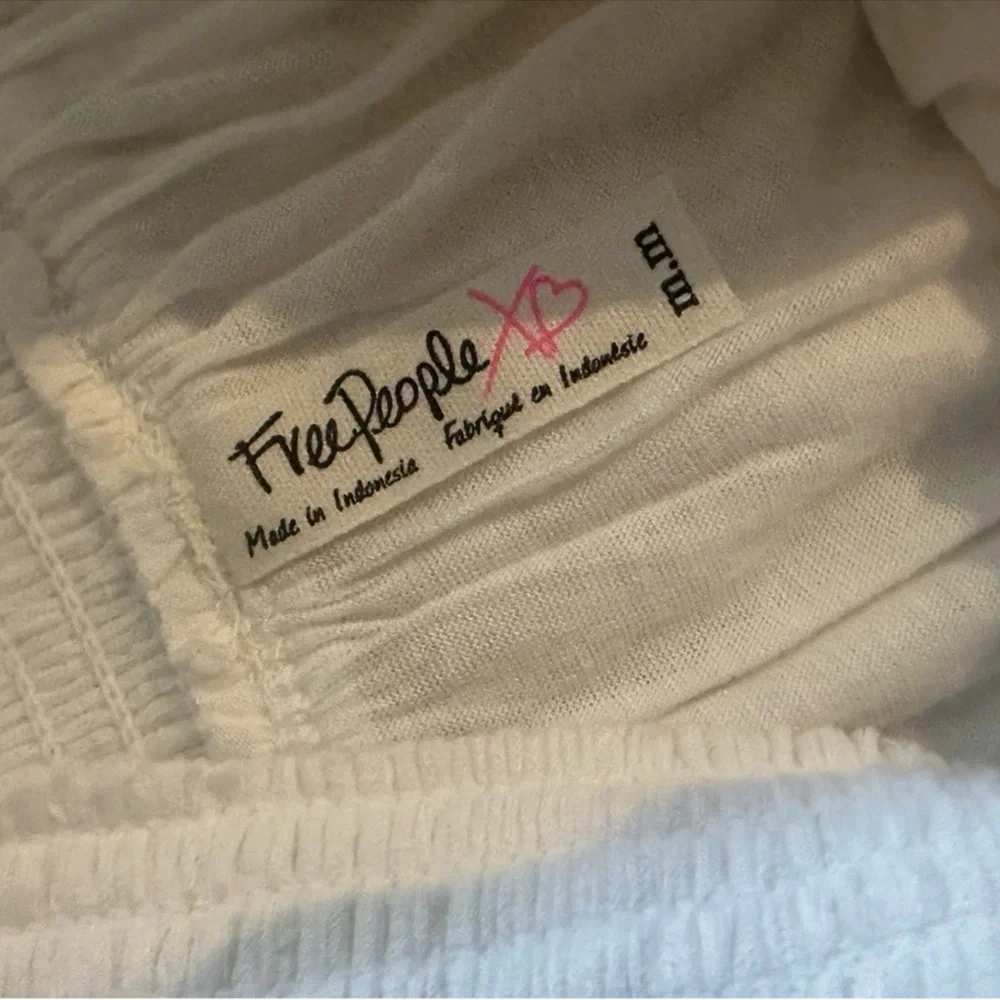 FreePeople
Made in Indonesia Fabriqué en Indonésie
m.m